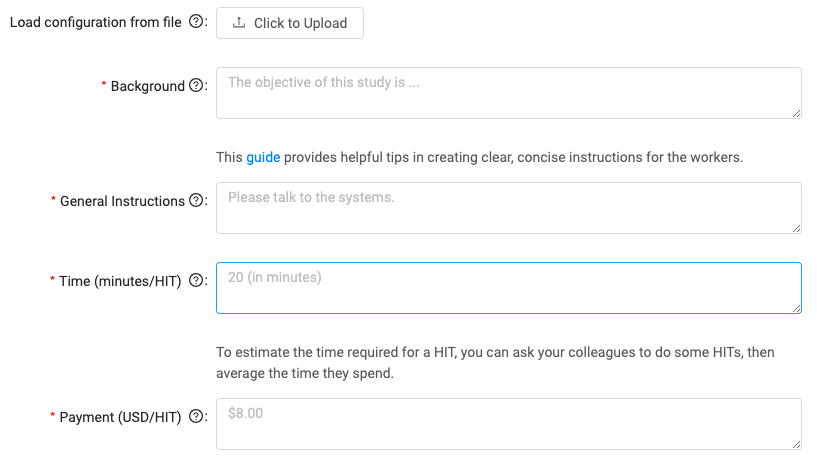 Load configuration from file ?: Click to Upload
* Background ?: The objective of this study is ...
This guide provides helpful tips in creating clear, concise instructions for the workers.
* General Instructions ?: Please talk to the systems.
* Time (minutes/HIT) ?: 20 (in minutes)
To estimate the time required for a HIT, you can ask your colleagues to do some HITs, then
average the time they spend.
* Payment (USD/HIT) ?: $8.00